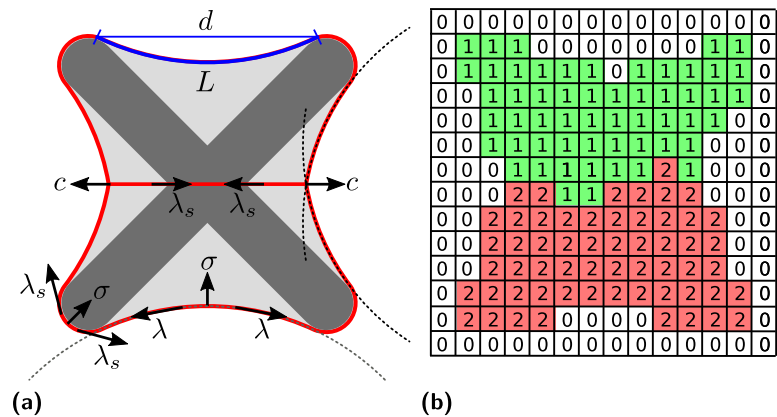 d
L
c c
λs λs
σ
λs σ
λ λ
λs
(a)
0 0 0 0 0 0 0 0 0 0 0 0 0 0
0 1 1 1 0 0 0 0 0 0 0 1 1 0
0 1 1 1 1 1 1 0 1 1 1 1 1 0
0 0 1 1 1 1 1 1 1 1 1 1 1 0
0 0 1 1 1 1 1 1 1 1 1 1 0 0
0 0 1 1 1 1 1 1 1 1 1 0 0 0
0 0 0 1 1 1 1 1 1 2 1 0 0 0
0 0 0 2 2 1 1 2 2 2 2 0 0 0
0 0 2 2 2 2 2 2 2 2 2 2 0 0
0 0 2 2 2 2 2 2 2 2 2 2 0 0
0 0 2 2 2 2 2 2 2 2 2 2 0 0
0 2 2 2 2 2 2 2 2 2 2 2 2 0
0 2 2 2 2 0 0 0 0 2 2 2 2 0
0 0 0 0 0 0 0 0 0 0 0 0 0 0
(b)